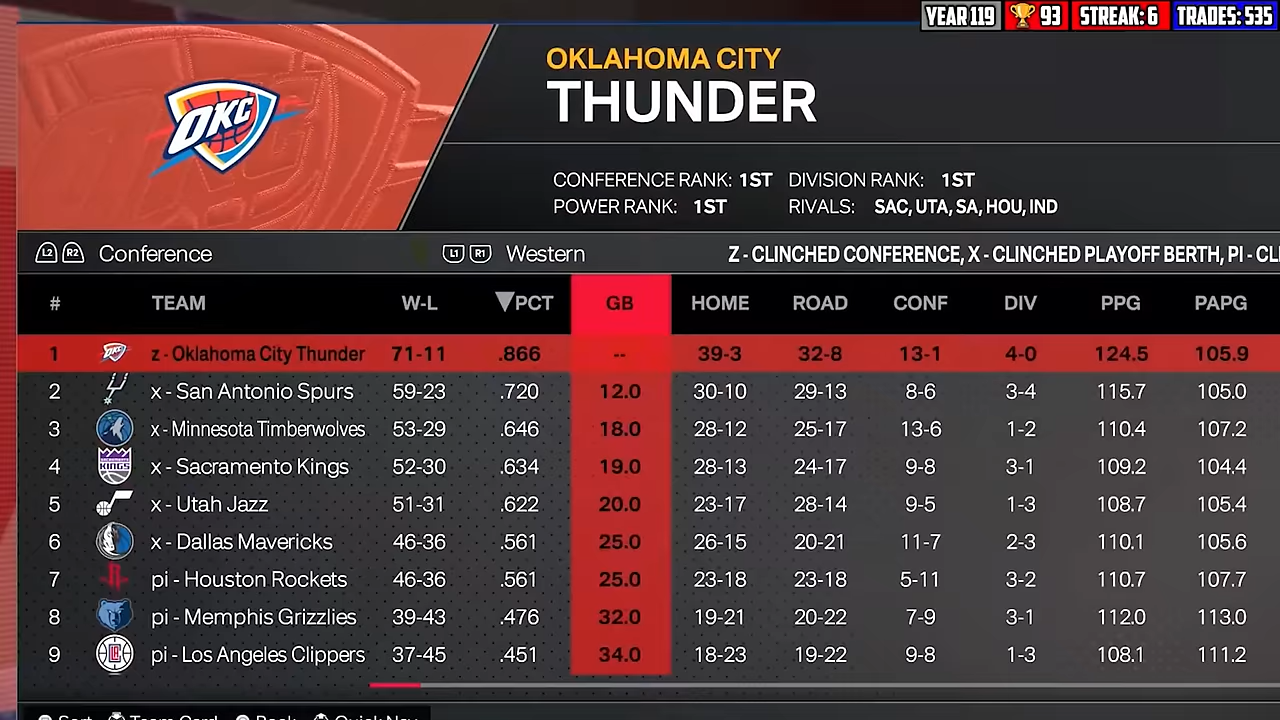 YEAR 119 🏆 93 STREAK: 6 TRADES: 535
OKLAHOMA CITY
THUNDER
OKC
CONFERENCE RANK: 1ST DIVISION RANK: 1ST
POWER RANK: 1ST RIVALS: SAC, UTA, SA, HOU, IND
L2 R2 Conference L1 R1 Western Z - CLINCHED CONFERENCE, X - CLINCHED PLAYOFF BERTH, PI - CLI
# TEAM W-L ▼PCT GB HOME ROAD CONF DIV PPG PAPG
1 z - Oklahoma City Thunder 71-11 .866 -- 39-3 32-8 13-1 4-0 124.5 105.9
2 x - San Antonio Spurs 59-23 .720 12.0 30-10 29-13 8-6 3-4 115.7 105.0
3 x - Minnesota Timberwolves 53-29 .646 18.0 28-12 25-17 13-6 1-2 110.4 107.2
4 x - Sacramento Kings 52-30 .634 19.0 28-13 24-17 9-8 3-1 109.2 104.4
5 x - Utah Jazz 51-31 .622 20.0 23-17 28-14 9-5 1-3 108.7 105.4
6 x - Dallas Mavericks 46-36 .561 25.0 26-15 20-21 11-7 2-3 110.1 105.6
7 pi - Houston Rockets 46-36 .561 25.0 23-18 23-18 5-11 3-2 110.7 107.7
8 pi - Memphis Grizzlies 39-43 .476 32.0 19-21 20-22 7-9 3-1 112.0 113.0
9 pi - Los Angeles Clippers 37-45 .451 34.0 18-23 19-22 9-8 1-3 108.1 111.2
Sort Team Card Back Quick Nav